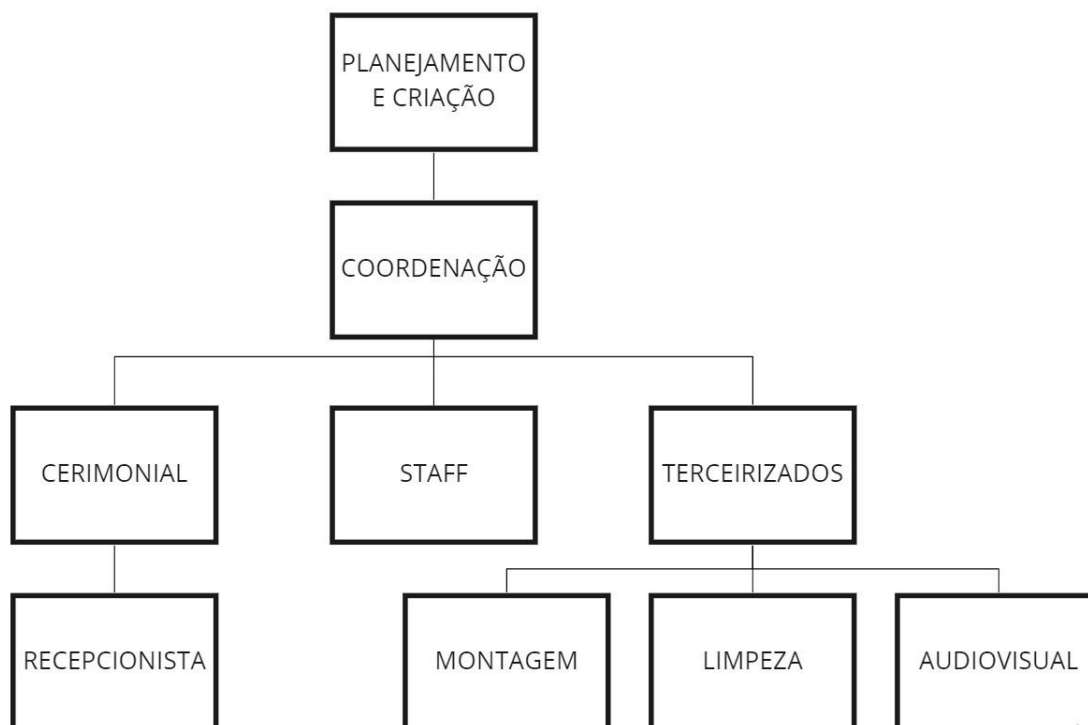 PLANEJAMENTO
E CRIAÇÃO
COORDENAÇÃO
CERIMONIAL
STAFF
TERCEIRIZADOS
RECEPCIONISTA
MONTAGEM
LIMPEZA
AUDIOVISUAL